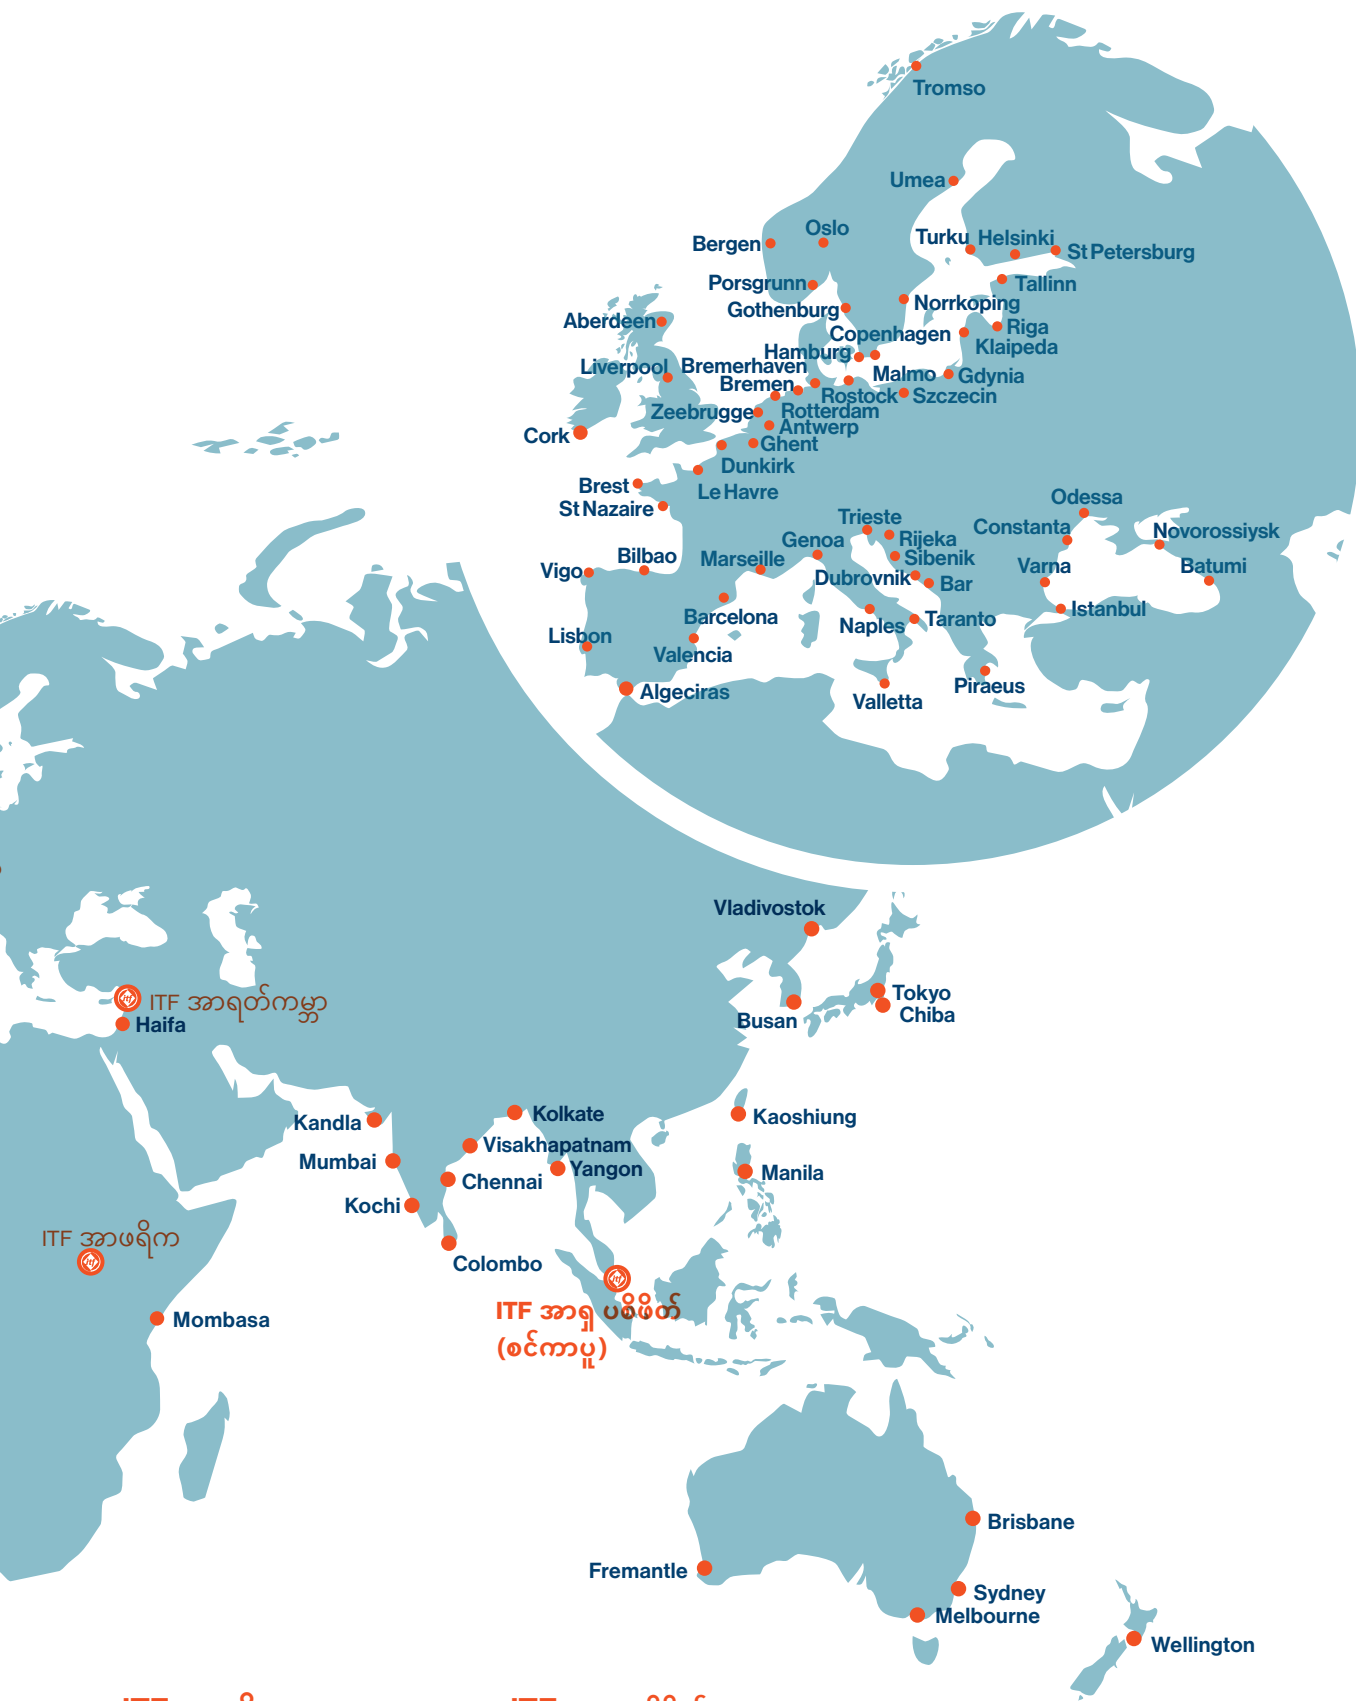 Tromso
Umea
Oslo
Bergen
Turku
Helsinki
St Petersburg
Porsgrunn
Tallinn
Gothenburg
Norrkoping
Aberdeen
Copenhagen
Riga
Klaipeda
Hamburg
Liverpool
Bremerhaven
Malmo
Gdynia
Bremen
Rostock
Szczecin
Zeebrugge
Rotterdam
Antwerp
Cork
Ghent
Dunkirk
Brest
Le Havre
St Nazaire
Odessa
Trieste
Constanta
Novorossiysk
Genoa
Rijeka
Bilbao
Marseille
Sibenik
Varna
Batumi
Vigo
Dubrovnik
Bar
Barcelona
Istanbul
Lisbon
Naples
Taranto
Valencia
Algeciras
Piraeus
Valletta
Vladivostok
Tokyo
ITF အာရတ်ကမ္ဘာ
Chiba
Busan
Haifa
Kolkate
Kaoshiung
Kandla
Visakhapatnam
Mumbai
Yangon
Manila
Chennai
Kochi
ITF အာဖရိက
Colombo
ITF အာရှ ပစိဖိတ်
(စင်ကာပူ)
Mombasa
Brisbane
Fremantle
Sydney
Melbourne
Wellington